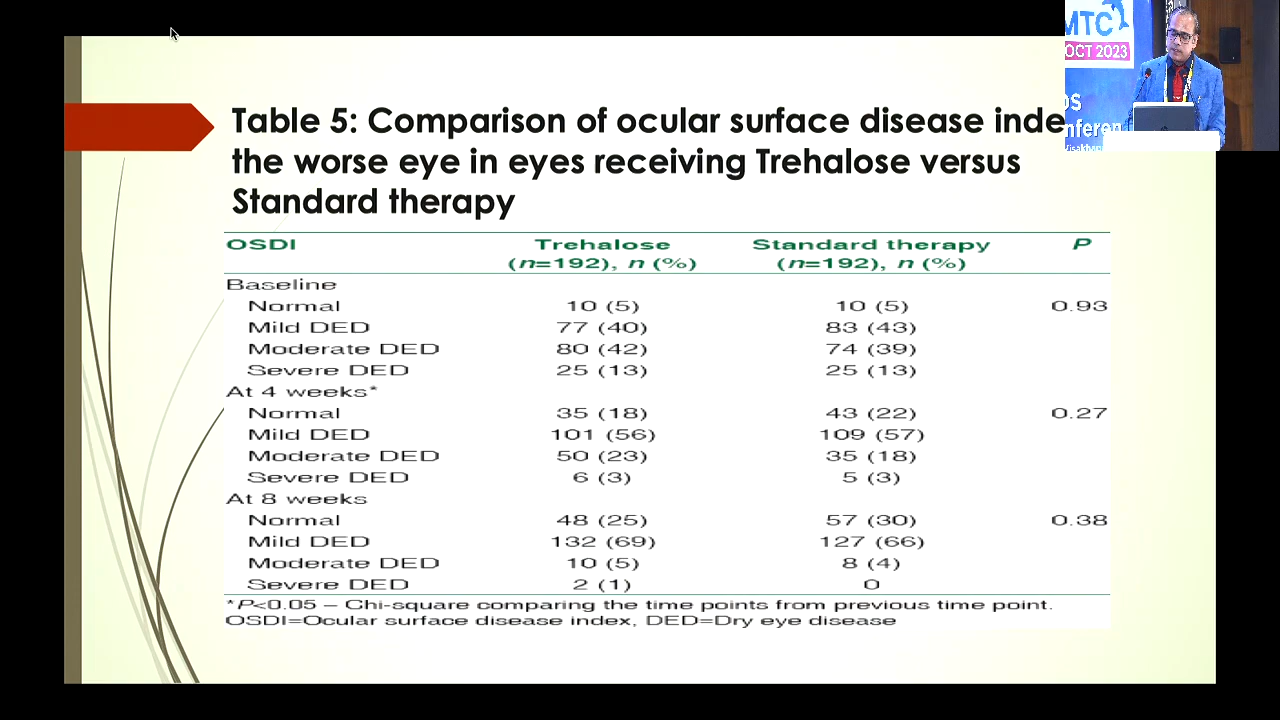 Table 5: Comparison of ocular surface disease inde
the worse eye in eyes receiving Trehalose versus
Standard therapy
OSDI Trehalose Standard therapy P
(n=192), n (%) (n=192), n (%)
Baseline
Normal 10 (5) 10 (5) 0.93
Mild DED 77 (40) 83 (43)
Moderate DED 80 (42) 74 (39)
Severe DED 25 (13) 25 (13)
At 4 weeks*
Normal 35 (18) 43 (22) 0.27
Mild DED 101 (56) 109 (57)
Moderate DED 50 (23) 35 (18)
Severe DED 6 (3) 5 (3)
At 8 weeks
Normal 48 (25) 57 (30) 0.38
Mild DED 132 (69) 127 (66)
Moderate DED 10 (5) 8 (4)
Severe DED 2 (1) 0
*P<0.05 – Chi-square comparing the time points from previous time point.
OSDI=Ocular surface disease index, DED=Dry eye disease
MTC
OCT 2023
OS
nferen